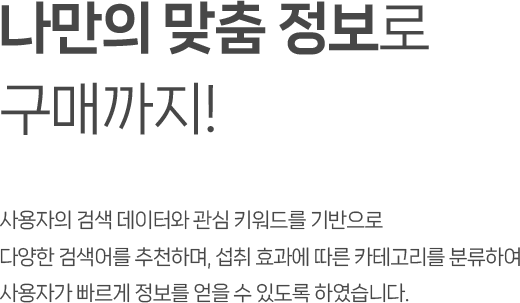 나만의 맞춤 정보로
구매까지!
사용자의 검색 데이터와 관심 키워드를 기반으로
다양한 검색어를 추천하며, 섭취 효과에 따른 카테고리를 분류하여
사용자가 빠르게 정보를 얻을 수 있도록 하였습니다.